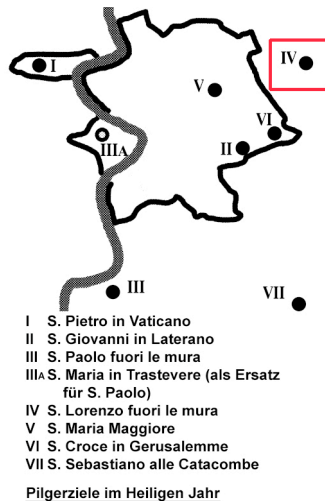 I
IV
V
VI
IIIA
II
III
VII
I S. Pietro in Vaticano
II S. Giovanni in Laterano
III S. Paolo fuori le mura
IIIA S. Maria in Trastevere (als Ersatz
für S. Paolo)
IV S. Lorenzo fuori le mura
V S. Maria Maggiore
VI S. Croce in Gerusalemme
VII S. Sebastiano alle Catacombe
Pilgerziele im Heiligen Jahr